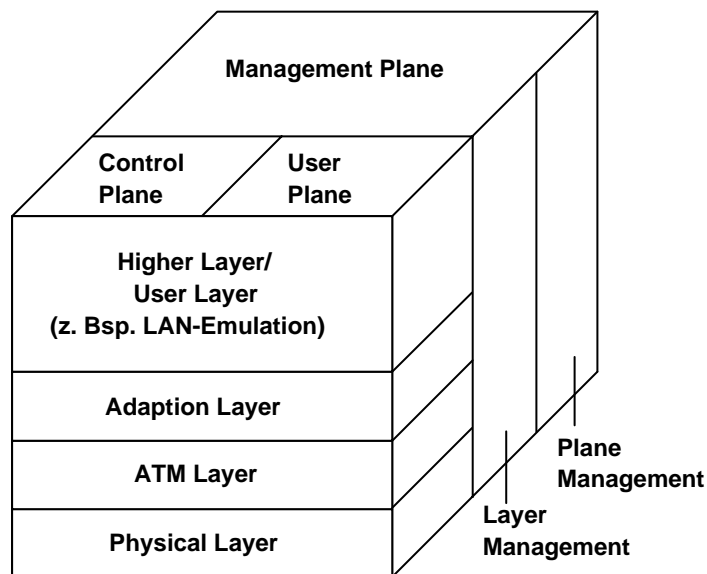 Management Plane
Control
Plane
User
Plane
Higher Layer/
User Layer
(z. Bsp. LAN-Emulation)
Adaption Layer
ATM Layer
Physical Layer
Plane
Management
Layer
Management